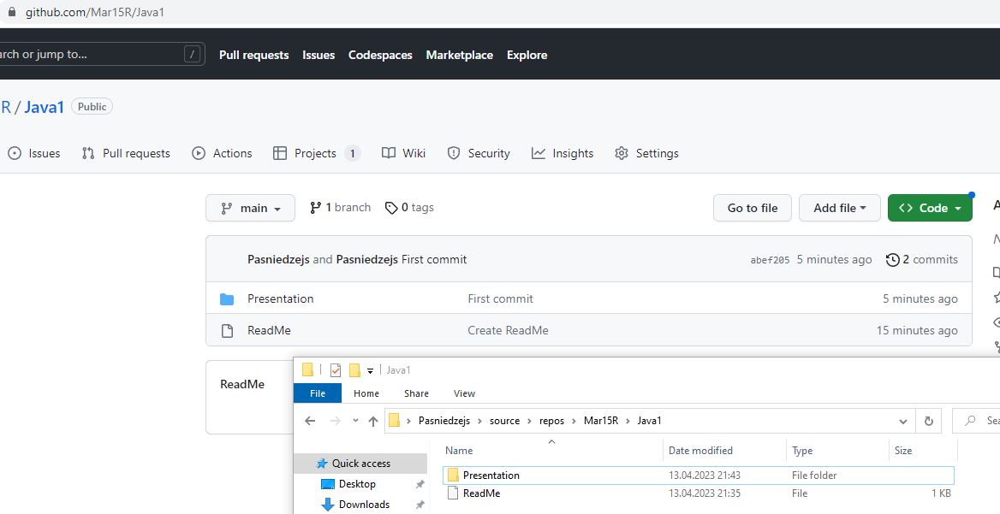 github.com/Mar15R/Java1
rch or jump to... /
Pull requests Issues Codespaces Marketplace Explore
R / Java1 Public
Issues Pull requests Actions Projects 1 Wiki Security Insights Settings
main 1 branch 0 tags Go to file Add file Code
Pasniedzejs and Pasniedzejs First commit abef205 5 minutes ago 2 commits
Presentation First commit 5 minutes ago
ReadMe Create ReadMe 15 minutes ago
ReadMe
Java1
File Home Share View
Pasniedzejs › source › repos › Mar15R › Java1 Sea
Name Date modified Type Size
Quick access
Presentation 13.04.2023 21:43 File folder
Desktop
ReadMe 13.04.2023 21:35 File 1 KB
Downloads